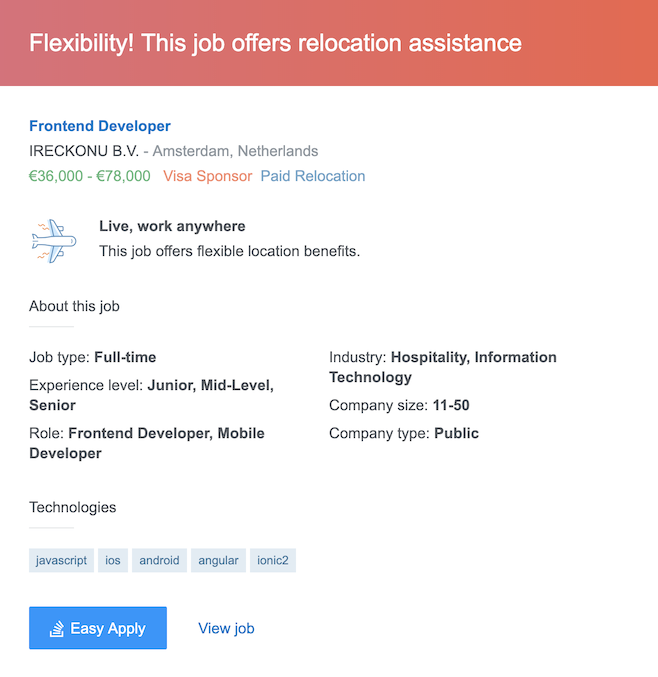 Flexibility! This job offers relocation assistance
Frontend Developer
IRECKONU B.V. - Amsterdam, Netherlands
€36,000 - €78,000 Visa Sponsor Paid Relocation
Live, work anywhere
This job offers flexible location benefits.
About this job
Job type: Full-time
Experience level: Junior, Mid-Level,
Senior
Role: Frontend Developer, Mobile
Developer
Industry: Hospitality, Information
Technology
Company size: 11-50
Company type: Public
Technologies
javascript ios android angular ionic2
Easy Apply View job